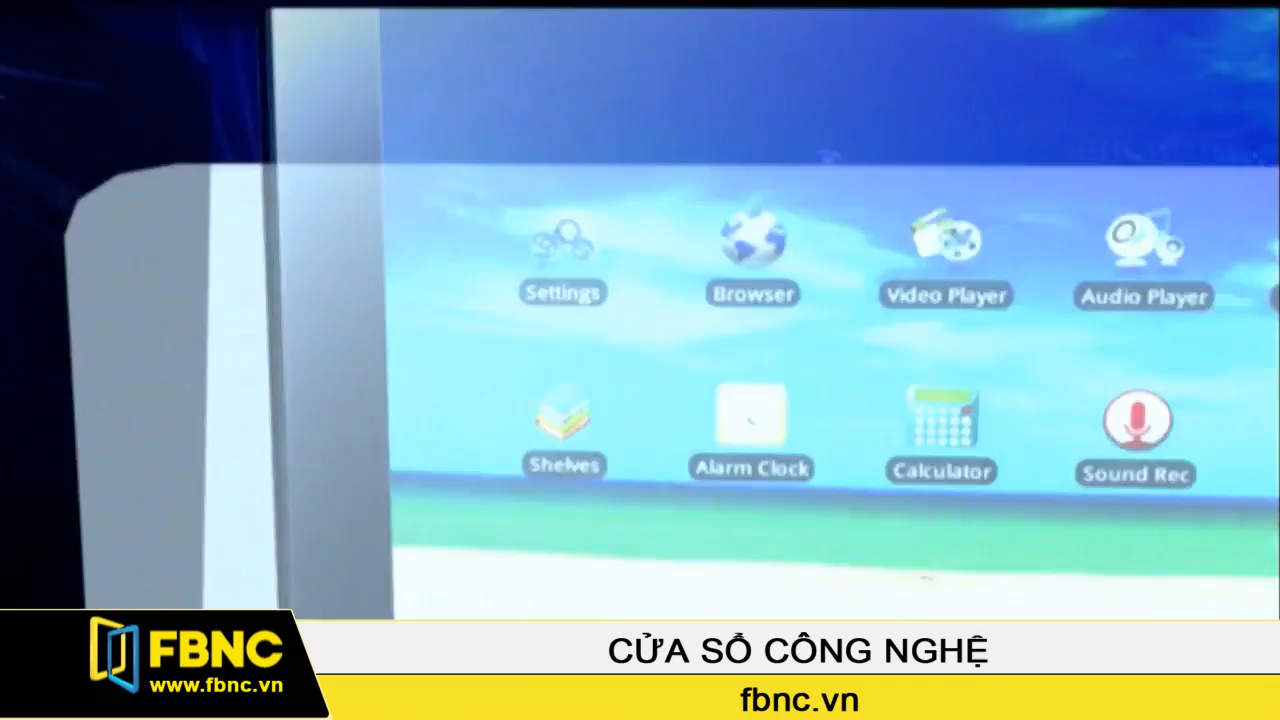 Settings
Browser
Video Player
Audio Player
Shelves
Alarm Clock
Calculator
Sound Rec
FBNC
www.fbnc.vn
CỬA SỔ CÔNG NGHỆ
fbnc.vn